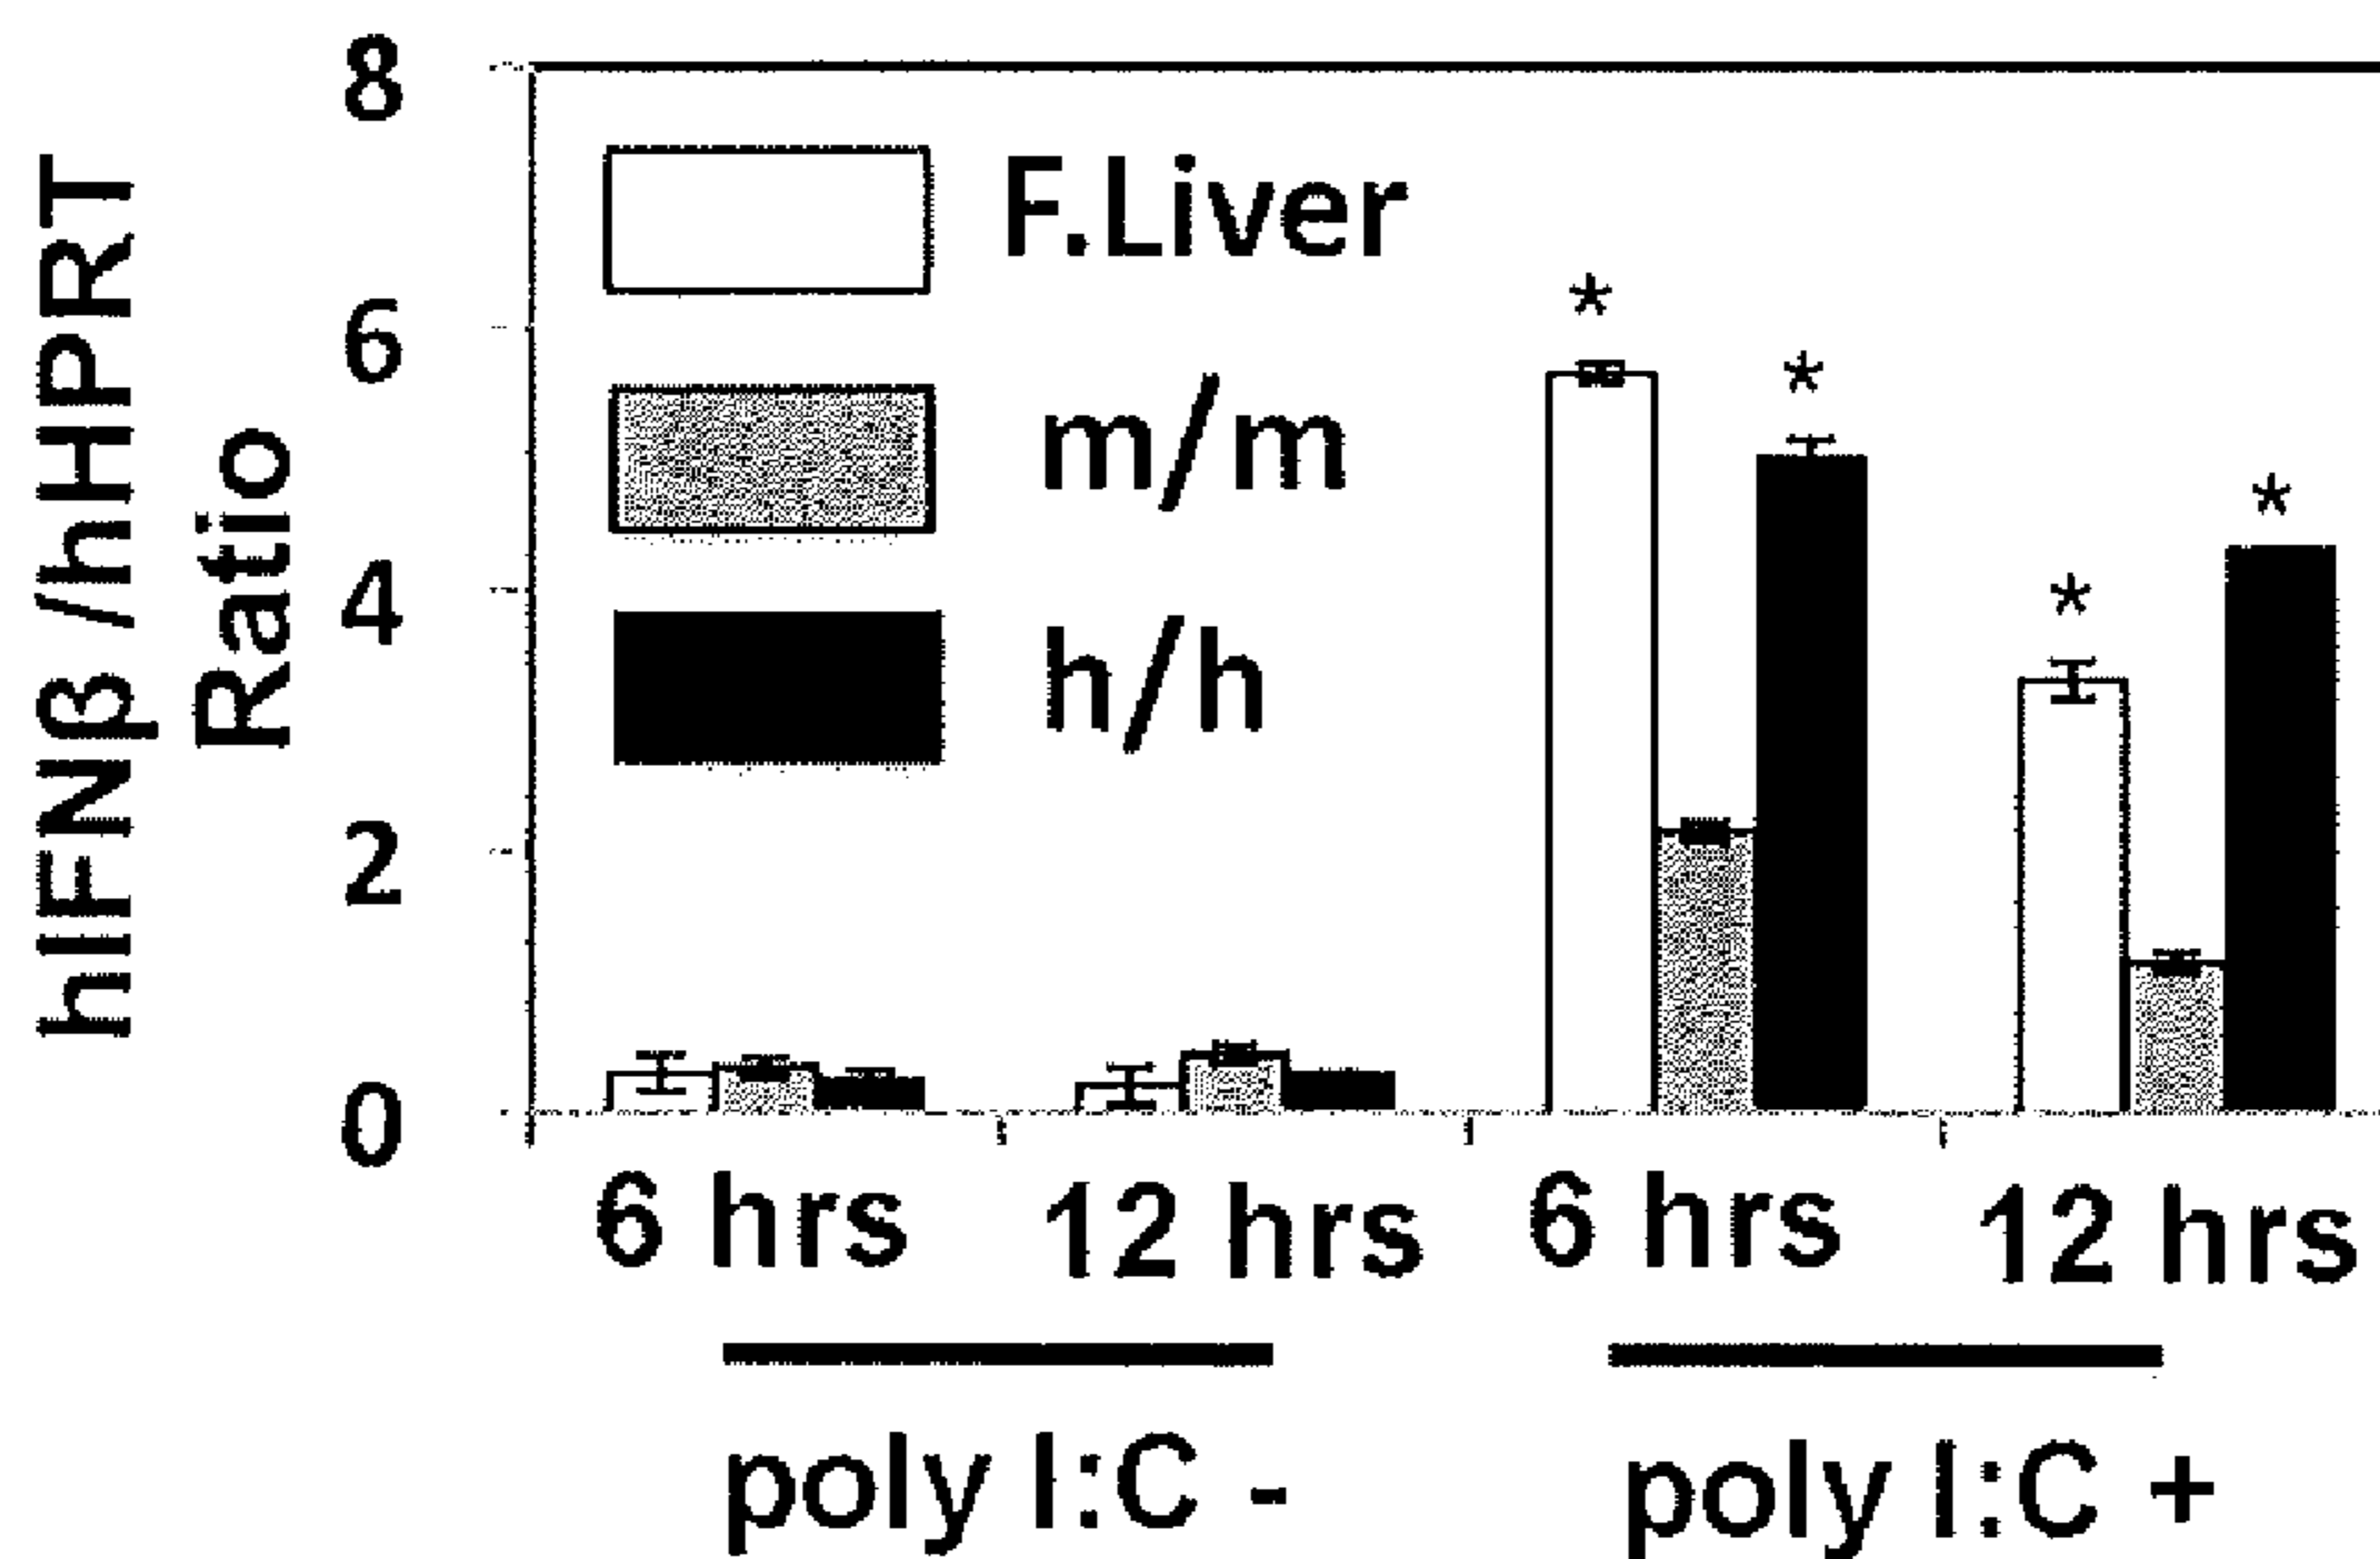 hIFNβ /hHPRT
Ratio
8
6
4
2
0
F.Liver
m/m
h/h
*
*
*
*
6 hrs 12 hrs 6 hrs 12 hrs
poly I:C - poly I:C +